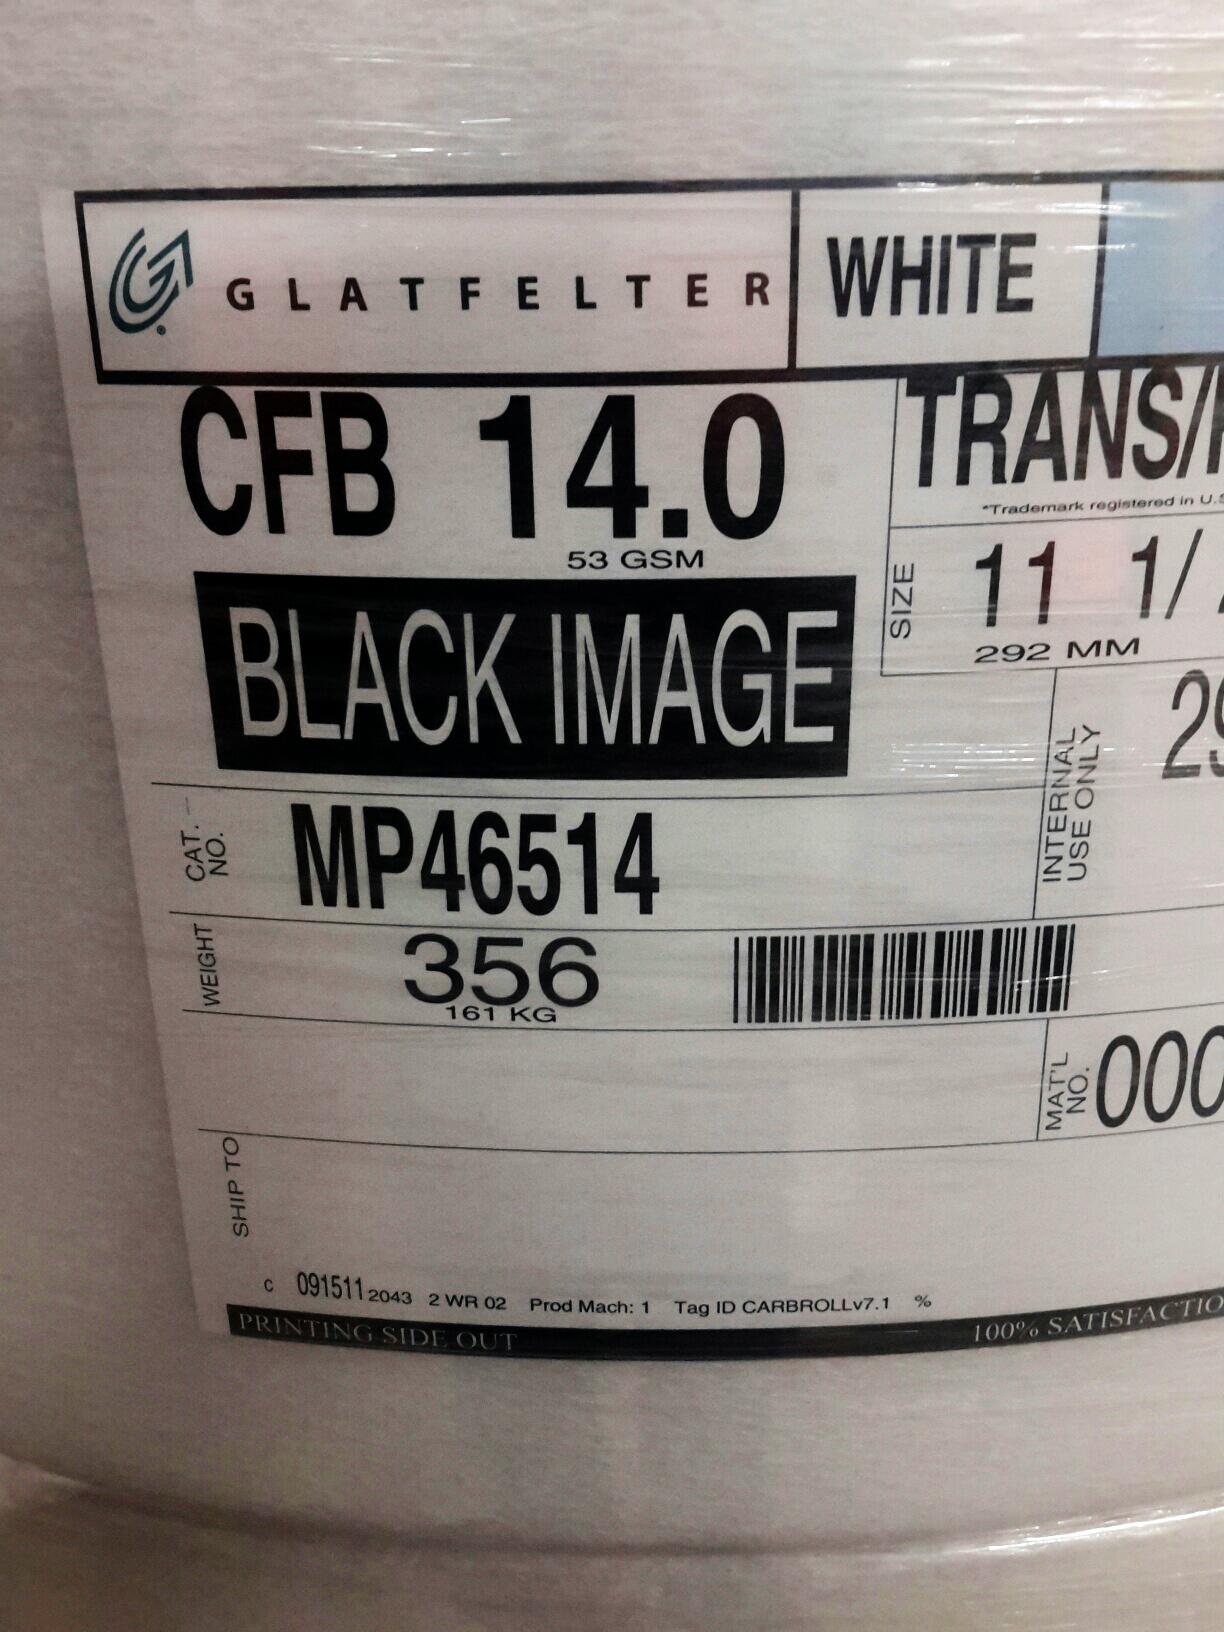 GLATFELTER
WHITE
CFB 14.0
53 GSM
TRANS/
*Trademark registered in U.S
BLACK IMAGE
SIZE
11 1/
292 MM
INTERNAL
USE ONLY
29
CAT.
NO.
MP46514
WEIGHT
356
161 KG
MAT'L
NO.
000
SHIP TO
c 091511 2043 2 WR 02 Prod Mach: 1 Tag ID CARBROLLv7.1 %
PRINTING SIDE OUT
100% SATISFACTIO